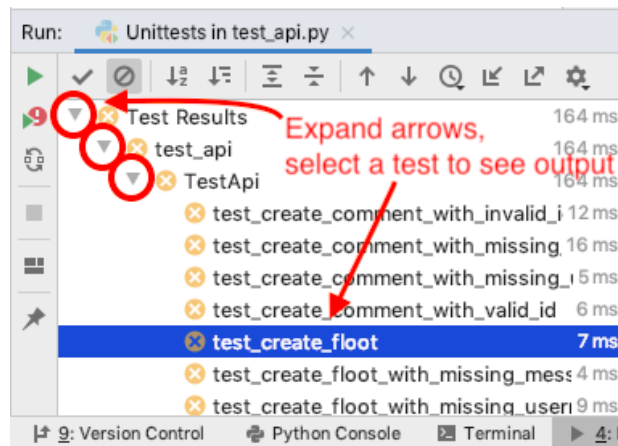 Run: Unittests in test_api.py ×
9 Test Results 164 ms
Expand arrows,
test_api 164 ms
select a test to see output
TestApi 164 ms
test_create_comment_with_invalid_i 12 ms
test_create_comment_with_missing_ 16 ms
test_create_comment_with_missing_ 5 ms
test_create_comment_with_valid_id 6 ms
test_create_floot 7 ms
test_create_floot_with_missing_mess 4 ms
test_create_floot_with_missing_usern 9 ms
9: Version Control Python Console Terminal 4: